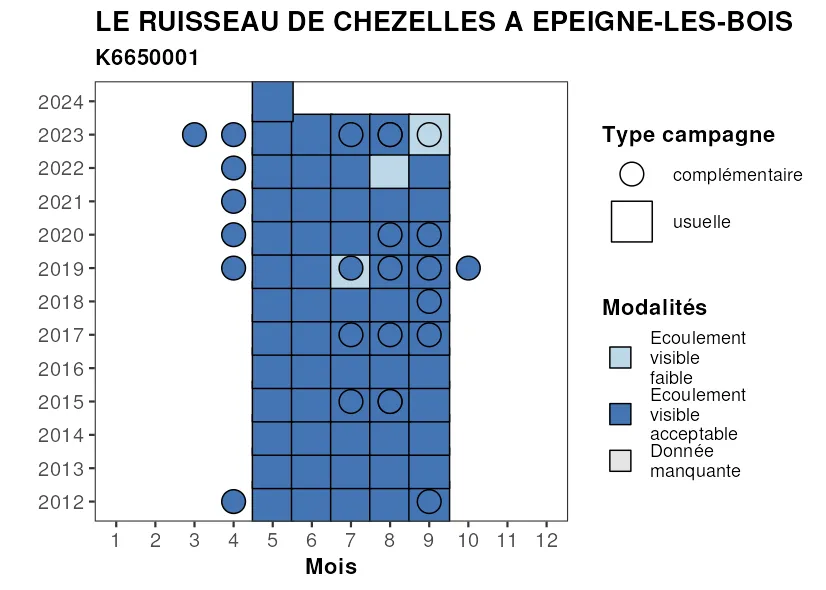 LE RUISSEAU DE CHEZELLES A EPEIGNE-LES-BOIS
K6650001
2024
2023
2022
2021
2020
2019
2018
2017
2016
2015
2014
2013
2012
1 2 3 4 5 6 7 8 9 10 11 12
Mois
Type campagne
complémentaire
usuelle
Modalités
Ecoulement
visible
faible
Ecoulement
visible
acceptable
Donnée
manquante